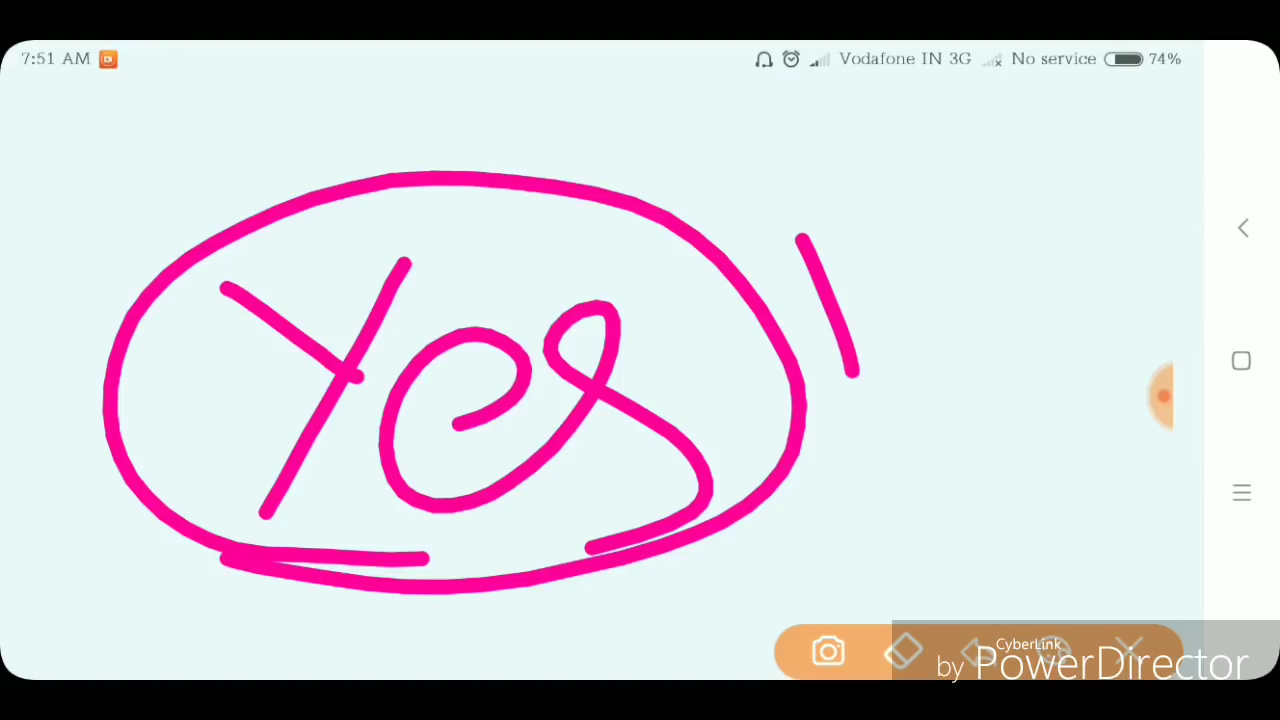 7:51 AM Vodafone IN 3G No service 74%
Yes
CyberLink
by PowerDirector